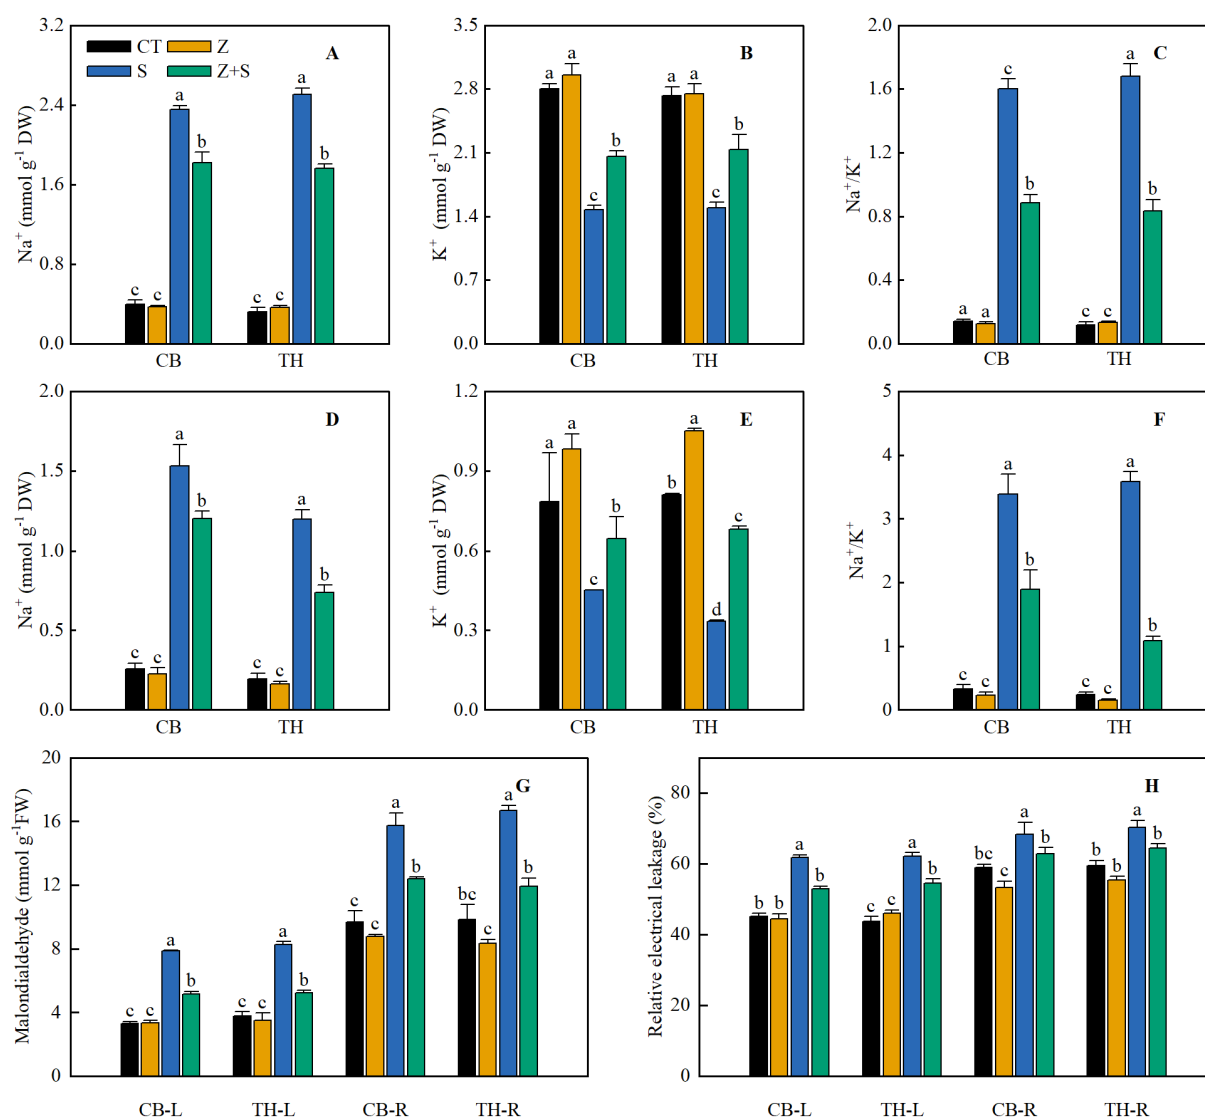 A
CT Z
S Z+S
Na⁺ (mmol g⁻¹ DW)
3.2
2.4
1.6
0.8
0.0
c c a b
c c a b
CB TH
B
K⁺ (mmol g⁻¹ DW)
3.5
2.8
2.1
1.4
0.7
0.0
a a c b
a a c b
C
Na⁺/K⁺
2.0
1.6
1.2
0.8
0.4
0.0
a a c b
c c a b
CB TH
D
Na⁺ (mmol g⁻¹ DW)
2.0
1.5
1.0
0.5
0.0
c c a b
c c a b
CB TH
E
K⁺ (mmol g⁻¹ DW)
1.2
0.9
0.6
0.3
0.0
a a c b
b a d c
F
Na⁺/K⁺
5
4
3
2
1
0
c c a b
c c a b
CB TH
G
Malondialdehyde (mmol g⁻¹FW)
20
16
12
8
4
0
c c a b
c c a b
c c a b
bc c a b
CB-L TH-L CB-R TH-R
H
Relative electrical leakage (%)
80
60
40
20
0
b b a b
c c a b
bc c a b
b b a b
CB-L TH-L CB-R TH-R